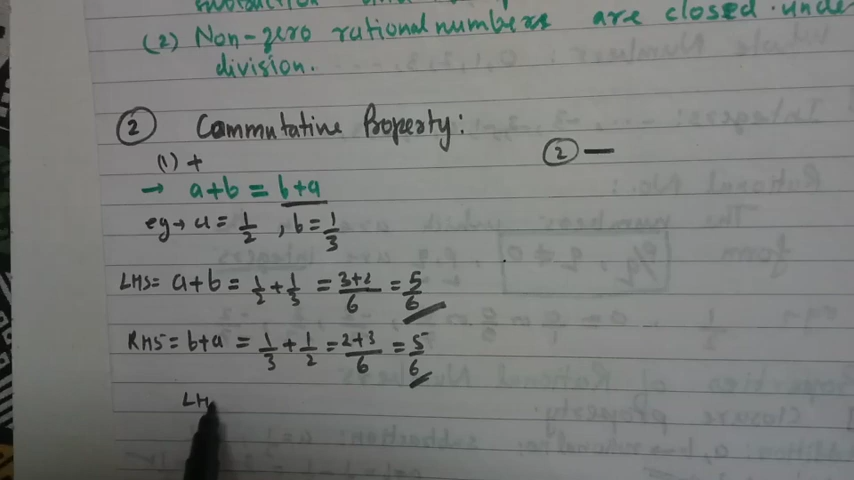 subtraction
(2) Non-zero rational numbers are closed under
division.
② Commutative Property:
(1) +
→ a+b = b+a
eg → a = 1/2 , b = 1/3
LHS = a+b = 1/2 + 1/3 = 3+2/6 = 5/6
RHS = b+a = 1/3 + 1/2 = 2+3/6 = 5/6
LH
② —